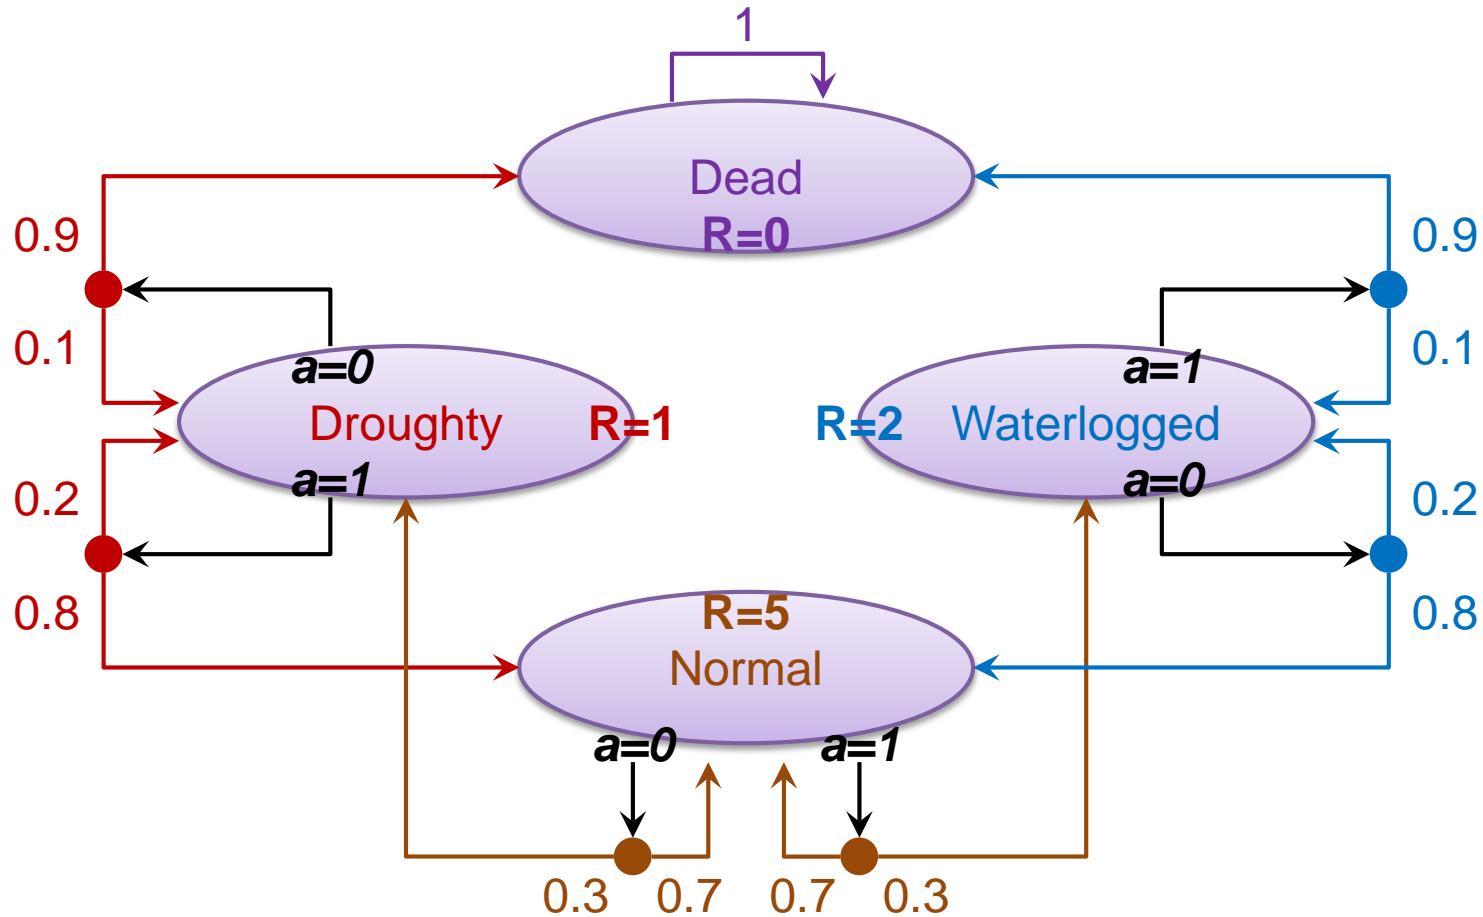 1
Dead
R=0
0.9
0.9
0.1
0.1
a=0
a=1
Droughty
R=1
R=2
Waterlogged
a=1
a=0
0.2
0.2
0.8
0.8
R=5
Normal
a=0
a=1
0.3
0.7
0.7
0.3